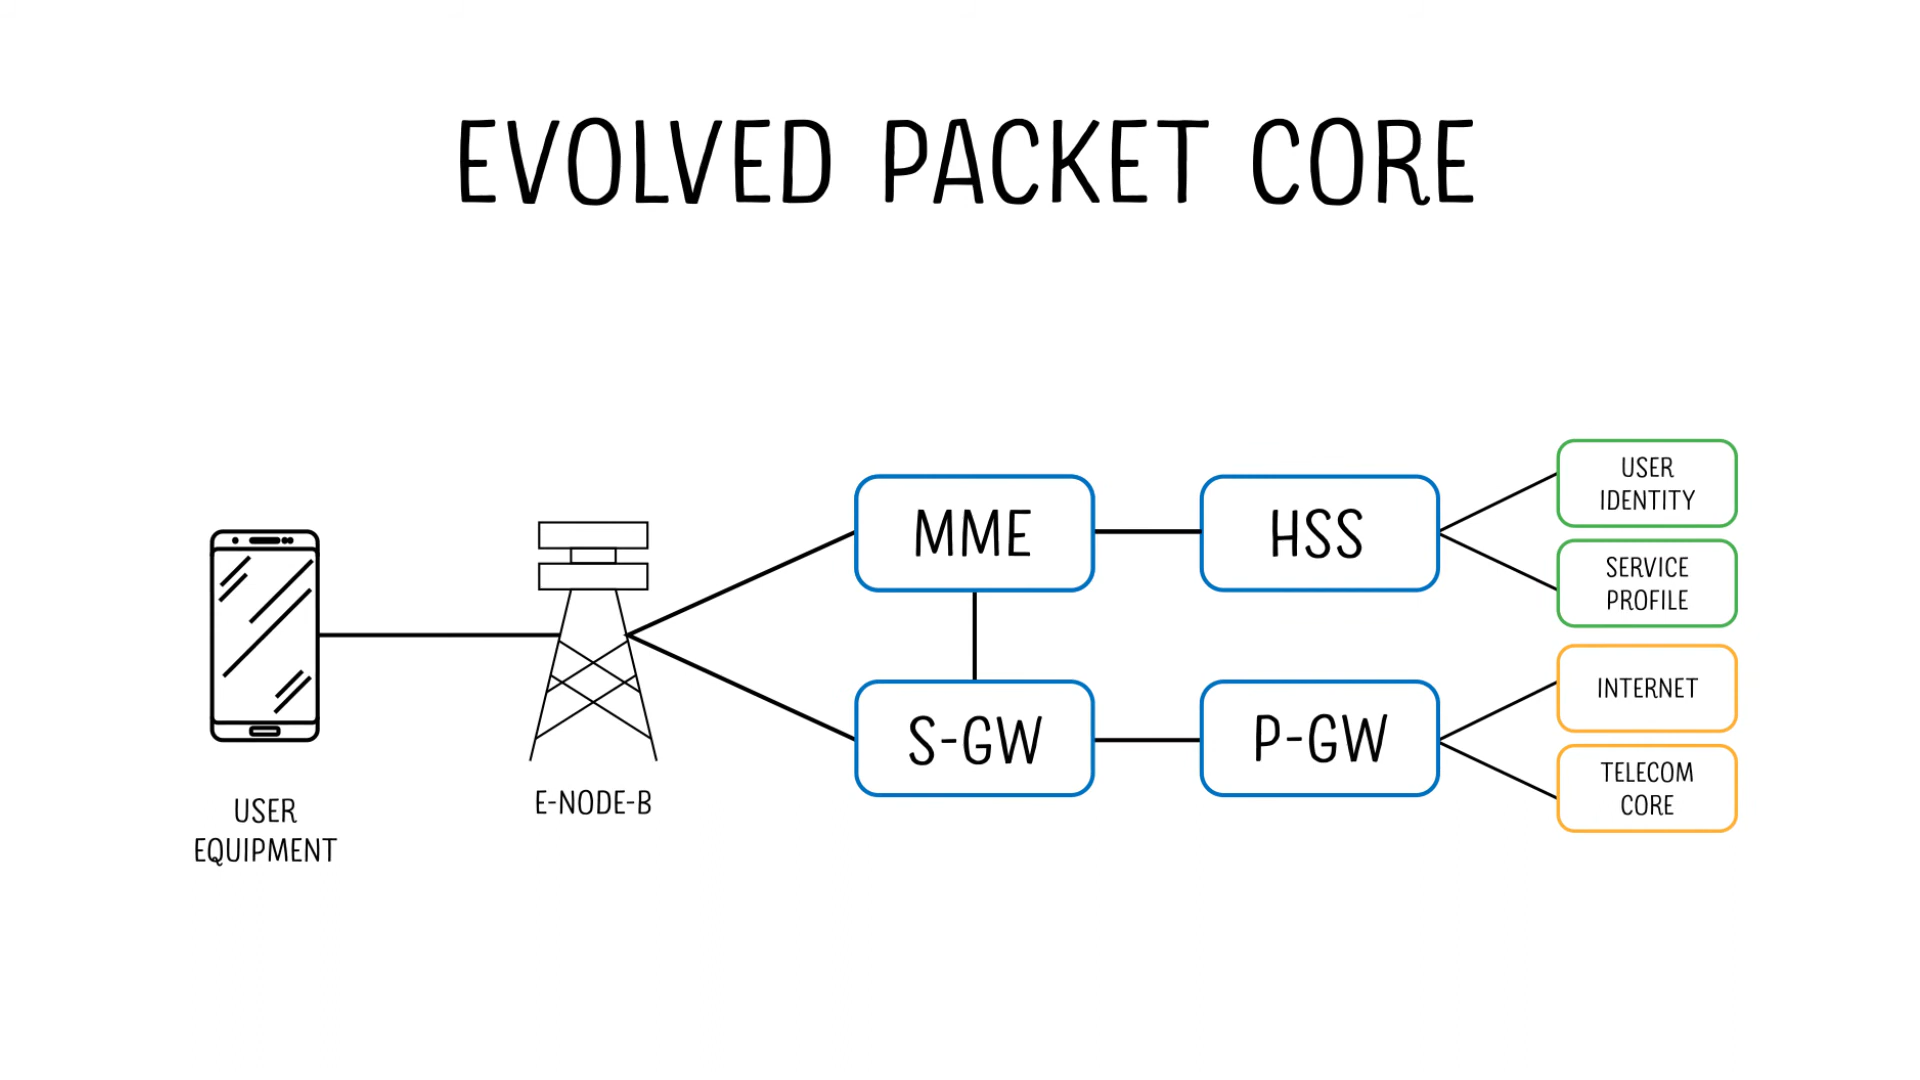 EVOLVED PACKET CORE
USER
EQUIPMENT
E-NODE-B
MME
HSS
S-GW
P-GW
USER
IDENTITY
SERVICE
PROFILE
INTERNET
TELECOM
CORE